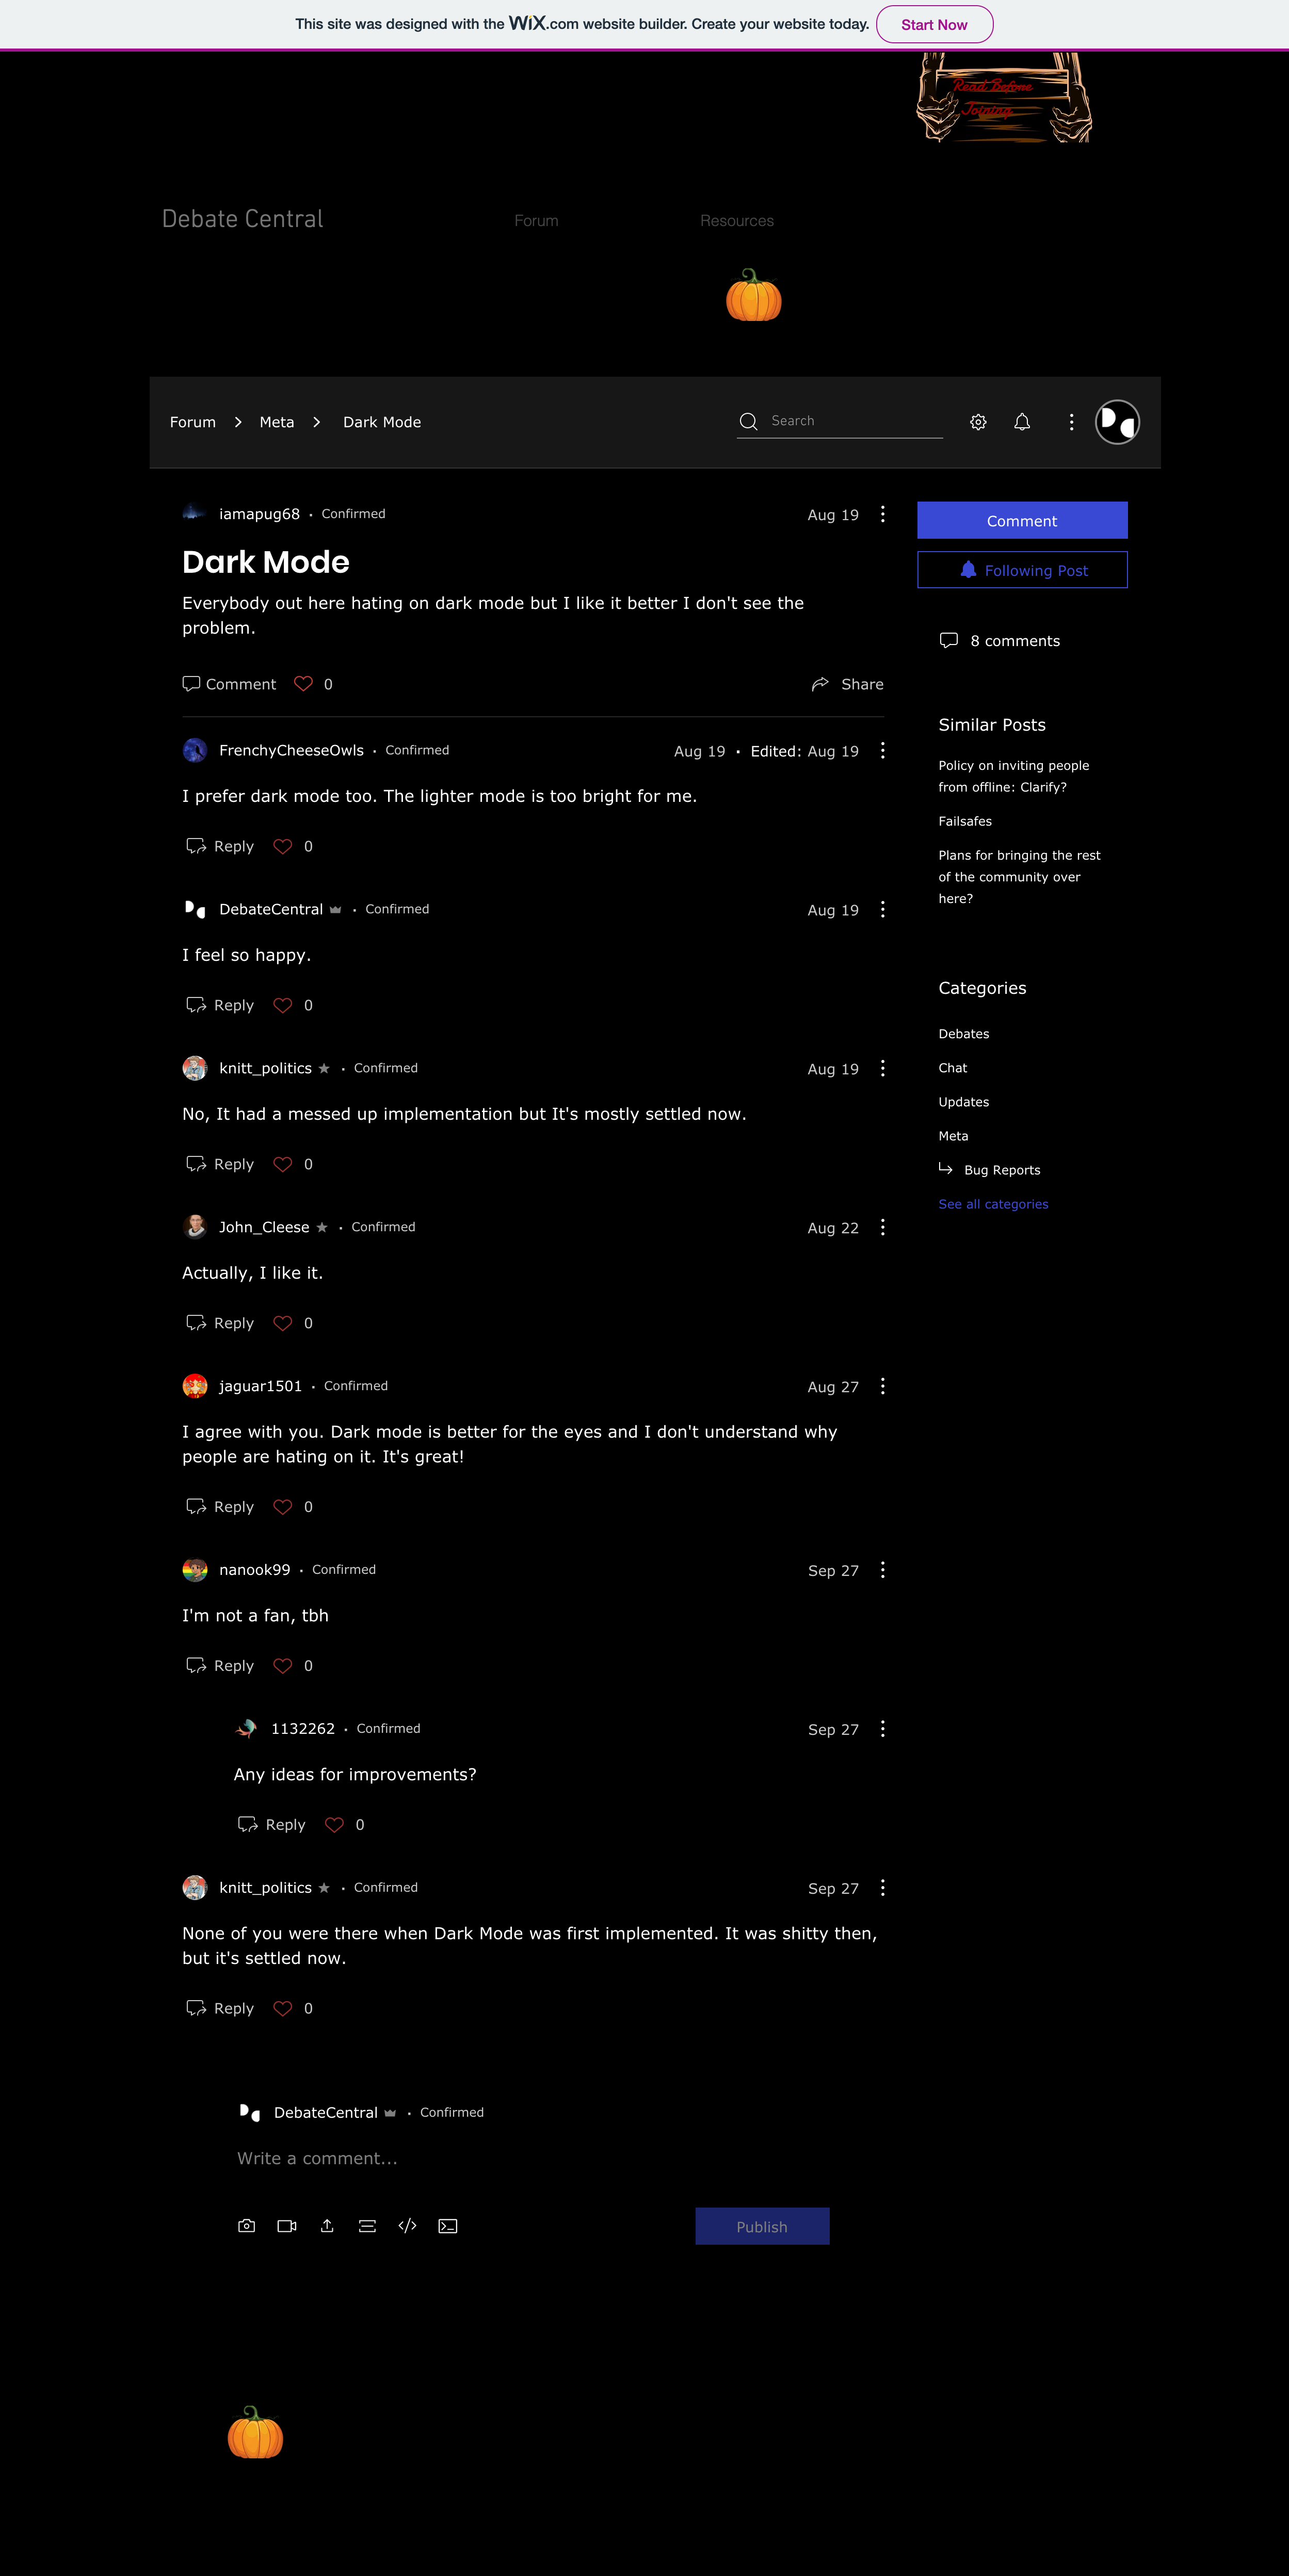 This site was designed with the WiX.com website builder. Create your website today. Start Now
Read Before
Joining
Debate Central Forum Resources
Forum Meta Dark Mode Search
iamapug68 • Confirmed Aug 19
Dark Mode
Everybody out here hating on dark mode but I like it better I don't see the
problem.
Comment 0 Share
FrenchyCheeseOwls • Confirmed Aug 19 • Edited: Aug 19
I prefer dark mode too. The lighter mode is too bright for me.
Reply 0
DebateCentral • Confirmed Aug 19
I feel so happy.
Reply 0
knitt_politics • Confirmed Aug 19
No, It had a messed up implementation but It's mostly settled now.
Reply 0
John_Cleese • Confirmed Aug 22
Actually, I like it.
Reply 0
jaguar1501 • Confirmed Aug 27
I agree with you. Dark mode is better for the eyes and I don't understand why
people are hating on it. It's great!
Reply 0
nanook99 • Confirmed Sep 27
I'm not a fan, tbh
Reply 0
1132262 • Confirmed Sep 27
Any ideas for improvements?
Reply 0
knitt_politics • Confirmed Sep 27
None of you were there when Dark Mode was first implemented. It was shitty then,
but it's settled now.
Reply 0
DebateCentral • Confirmed
Write a comment...
Publish
Comment
Following Post
8 comments
Similar Posts
Policy on inviting people
from offline: Clarify?
Failsafes
Plans for bringing the rest
of the community over
here?
Categories
Debates
Chat
Updates
Meta
Bug Reports
See all categories